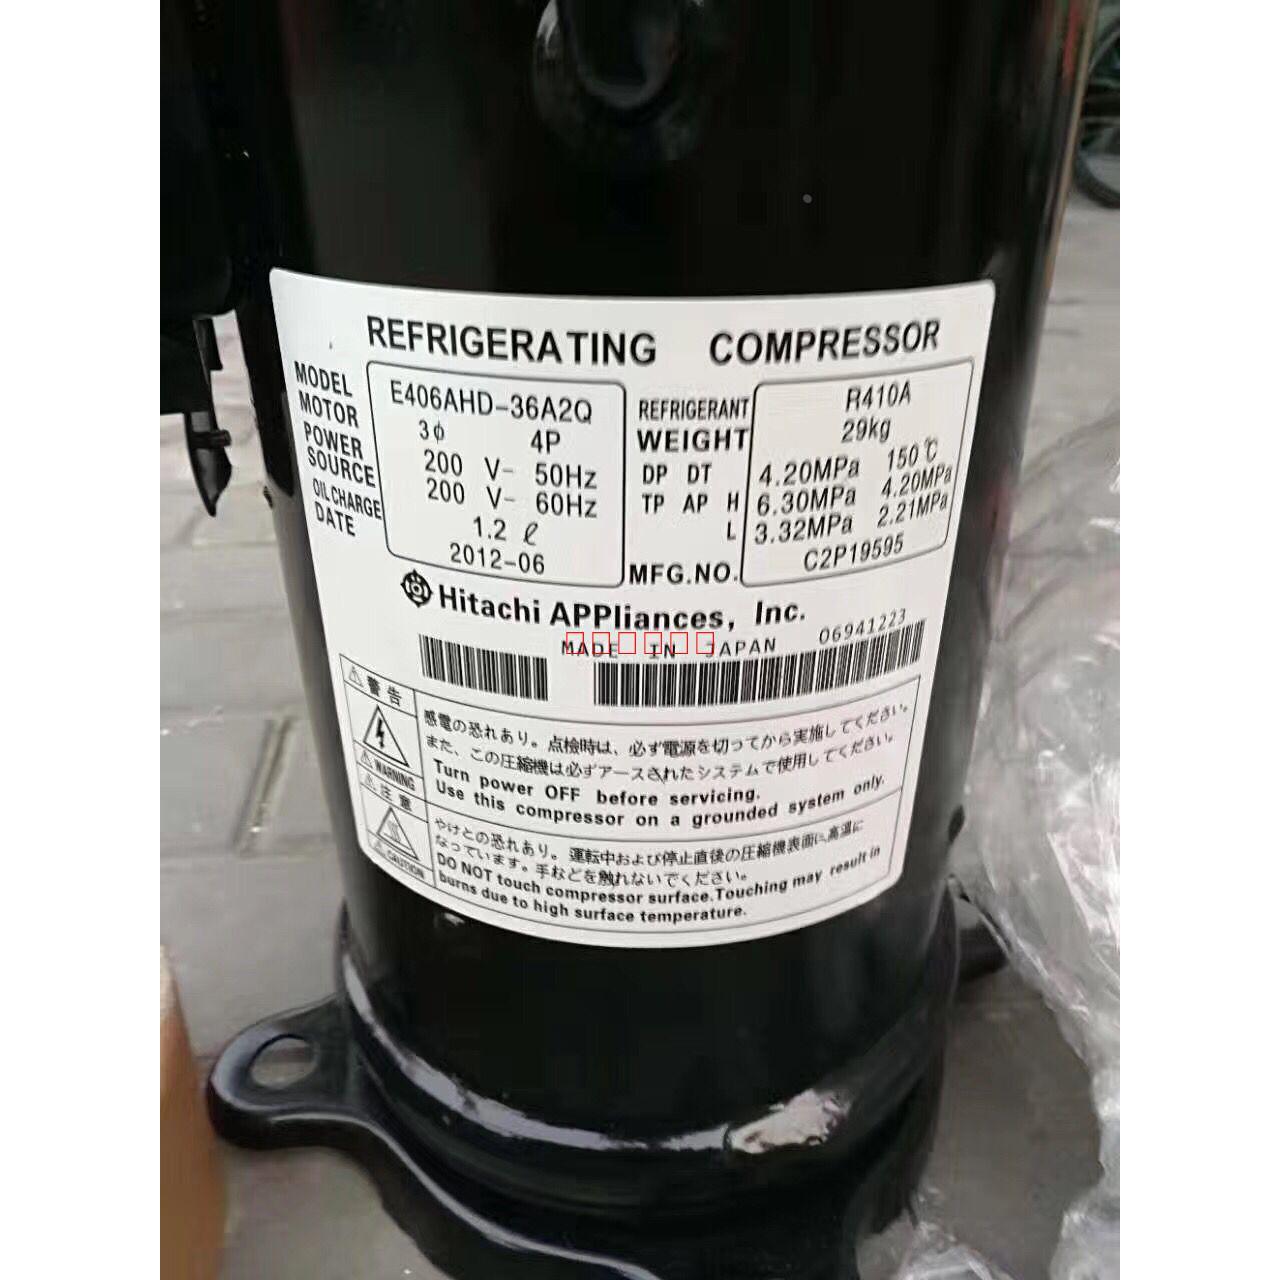 REFRIGERATING COMPRESSOR
MODEL E406AHD-36A2Q
MOTOR 3φ 4P
POWER SOURCE 200 V- 50Hz
200 V- 60Hz
OIL CHARGE 1.2 ℓ
DATE 2012-06
REFRIGERANT R410A
WEIGHT 29kg
DP DT 4.20MPa 150℃
TP AP H 6.30MPa 4.20MPa
L 3.32MPa 2.21MPa
MFG.NO. C2P19595
Hitachi APPliances, Inc.
MADE IN JAPAN 06941223
警告
WARNING
感電の恐れあり。点検時は、必ず電源を切ってから実施してください。
また、この圧縮機は必ずアースされたシステムで使用してください。
Turn power OFF before servicing.
Use this compressor on a grounded system only.
注意
CAUTION
やけどの恐れあり。運転中および停止直後の圧縮機表面は、高温に
なっています。手などを触れないでください。
DO NOT touch compressor surface.Touching may result in
burns due to high surface temperature.